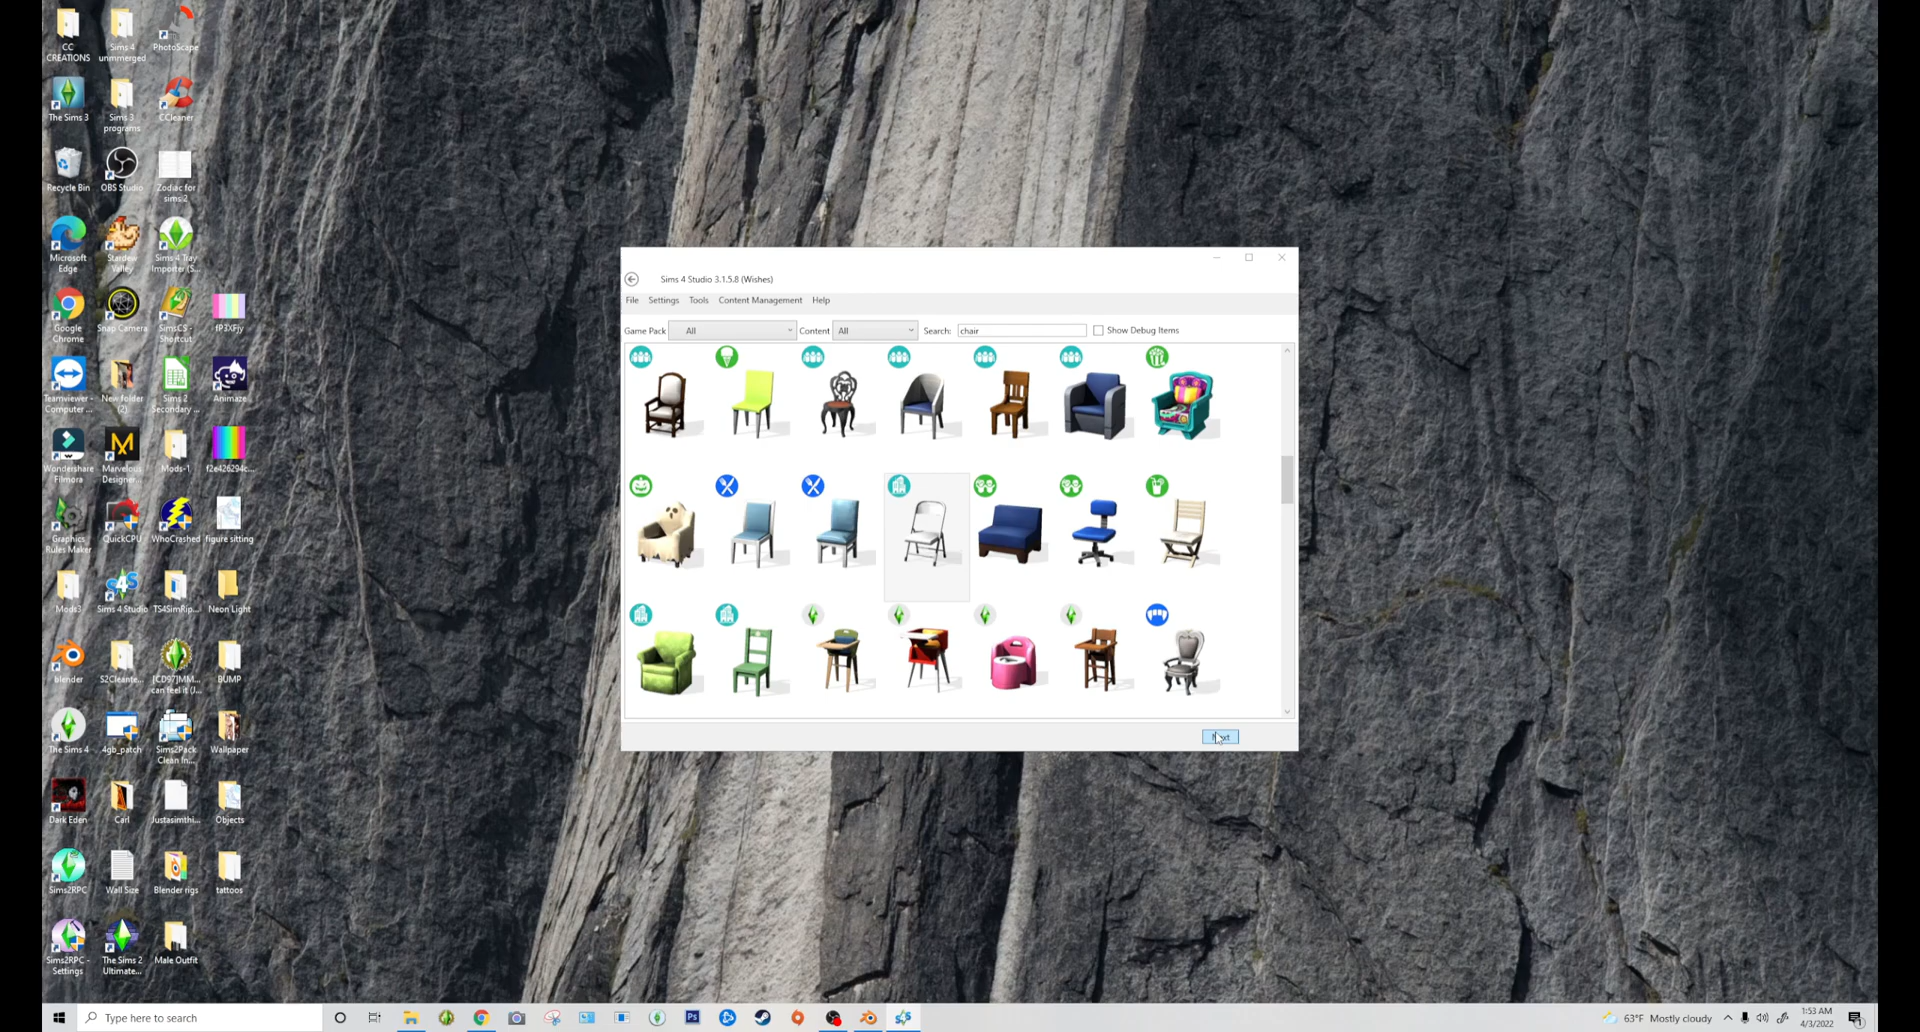 CC CREATIONS
Sims 4 unmmerged
PhotoScape
The Sims 3
Sims 3 programs
CCleaner
Recycle Bin
OBS Studio
Zodiac for sims 2
Microsoft Edge
Stardew Valley
Sims 4 Tray Importer (S...
Google Chrome
Snap Camera
SimsCS - Shortcut
fP3XFjy
Teamviewer - Computer ...
New folder (2)
Sims 2 Secondary ...
Animaze
Wondershare Filmora
Marvelous Designer...
Mods-1
f2e426294c...
Graphics Rules Maker
QuickCPU
WhoCrashed
figure sitting
Mods3
Sims 4 Studio
TS4SimRip...
Neon Light
blender
S2Cleante...
[CD97]MM... can feel it (J...
BUMP
The Sims 4
4gb_patch
Sims2Pack Clean In...
Wallpaper
Dark Eden
Carl
Justasimthi...
Objects
Sims2RPC
Wall Size
Blender rigs
tattoos
Sims2RPC - Settings
The Sims 2 Ultimate...
Male Outfit
Sims 4 Studio 3.1.5.8 (Wishes)
File Settings Tools Content Management Help
Game Pack All Content All Search: chair Show Debug Items
Next
Type here to search
Ps
63°F Mostly cloudy
1:53 AM
4/3/2022